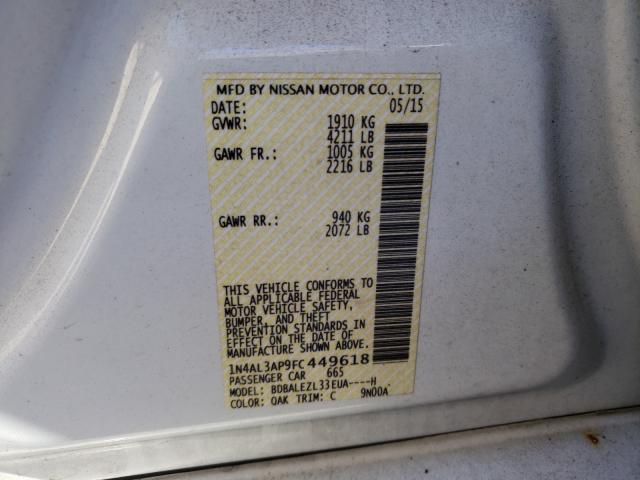 MFD BY NISSAN MOTOR CO., LTD.
DATE: 05/15
GVWR: 1910 KG
4211 LB
GAWR FR.: 1005 KG
2216 LB
GAWR RR.: 940 KG
2072 LB
THIS VEHICLE CONFORMS TO
ALL APPLICABLE FEDERAL
MOTOR VEHICLE SAFETY,
BUMPER, AND THEFT
PREVENTION STANDARDS IN
EFFECT ON THE DATE OF
MANUFACTURE SHOWN ABOVE.
1N4AL3AP9FC449618
PASSENGER CAR 665
MODEL: BDBALEZL33EUA----H
COLOR: QAK TRIM: C 9N00A